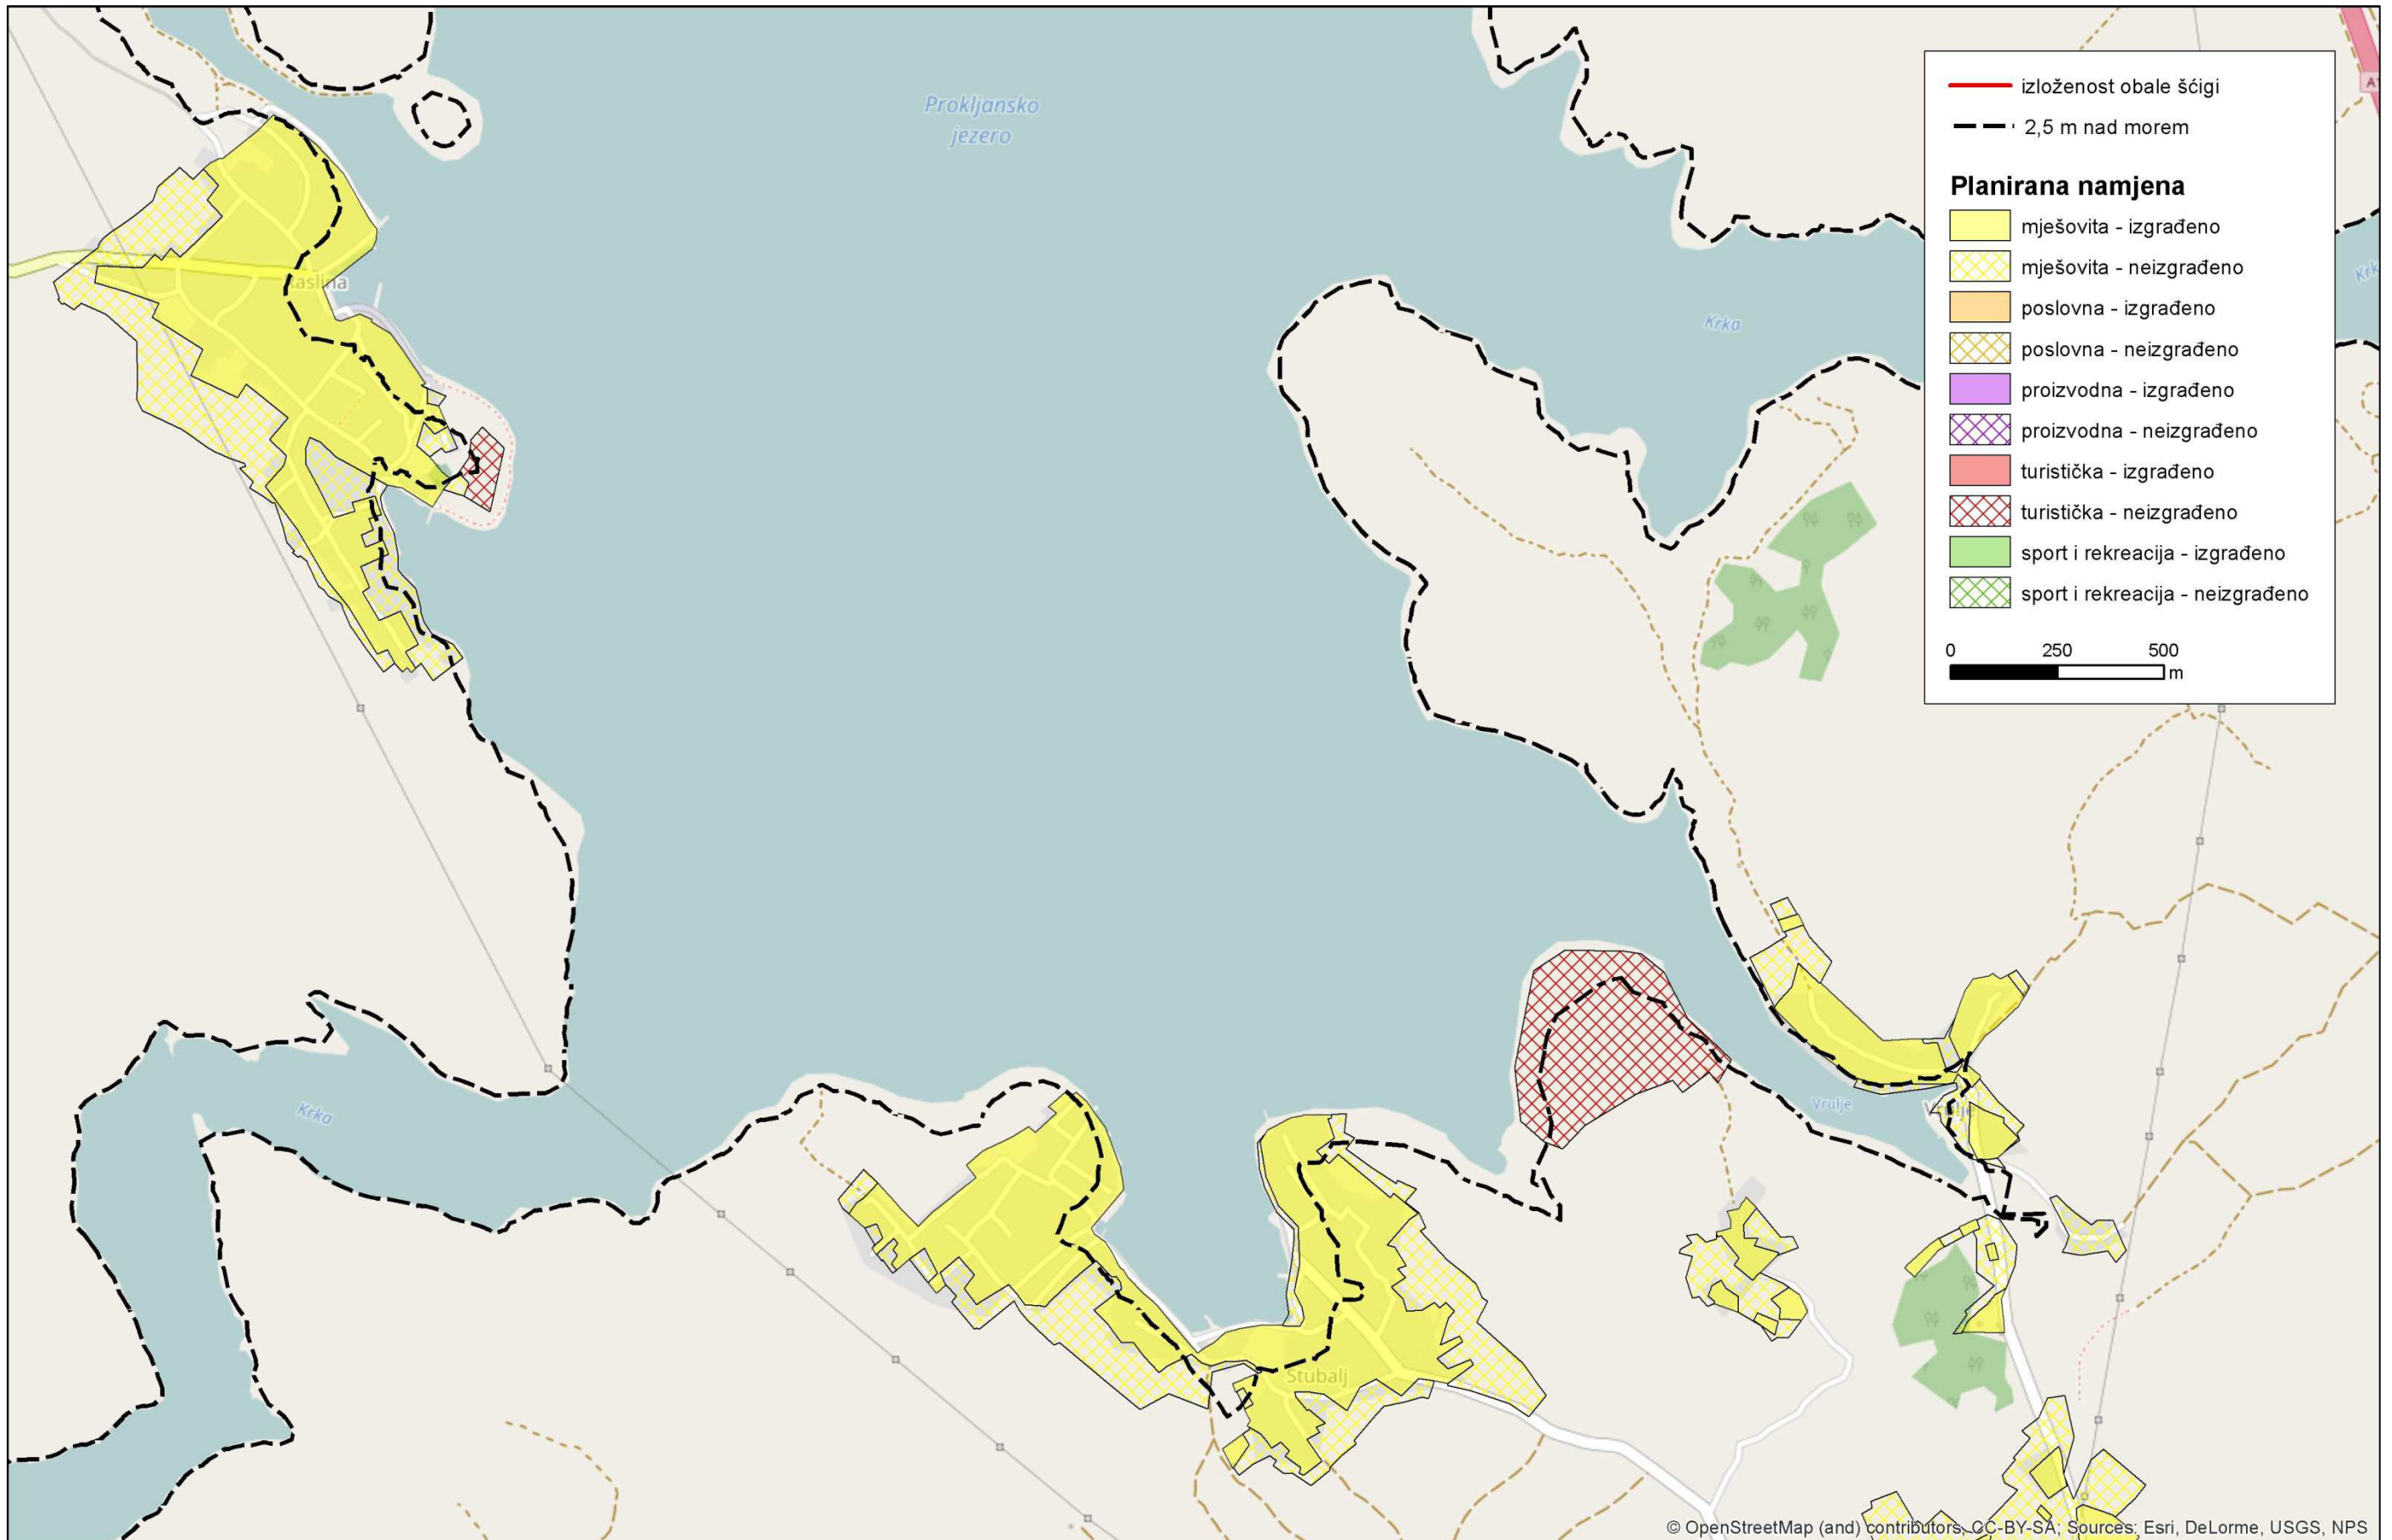 Prokljansko
jezero
Raslina
Krka
Krka
Krka
Vrulje
Vrulje
Stubalj
izloženost obale šćigi
2,5 m nad morem
Planirana namjena
mješovita - izgrađeno
mješovita - neizgrađeno
poslovna - izgrađeno
poslovna - neizgrađeno
proizvodna - izgrađeno
proizvodna - neizgrađeno
turistička - izgrađeno
turistička - neizgrađeno
sport i rekreacija - izgrađeno
sport i rekreacija - neizgrađeno
0 250 500
m
© OpenStreetMap (and) contributors, CC-BY-SA; Sources: Esri, DeLorme, USGS, NPS